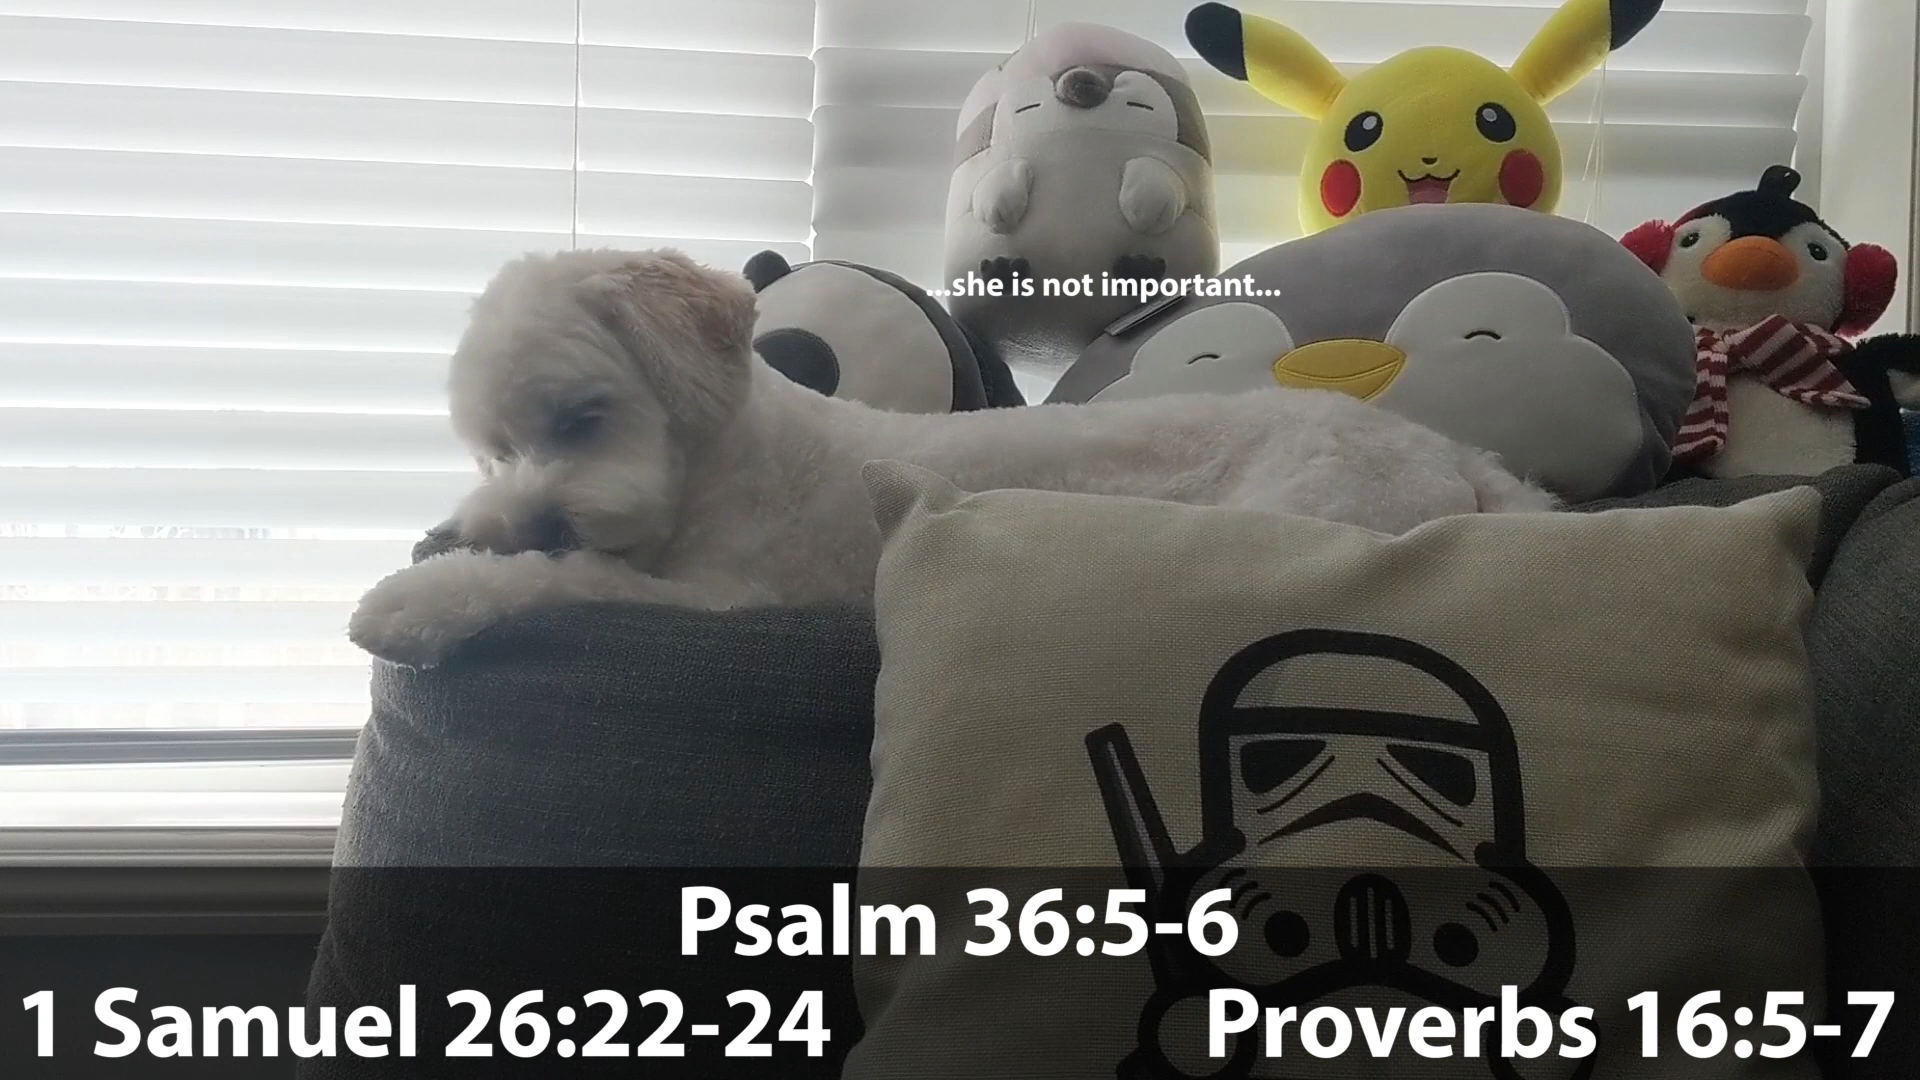 ...she is not important...
Psalm 36:5-6
1 Samuel 26:22-24
Proverbs 16:5-7